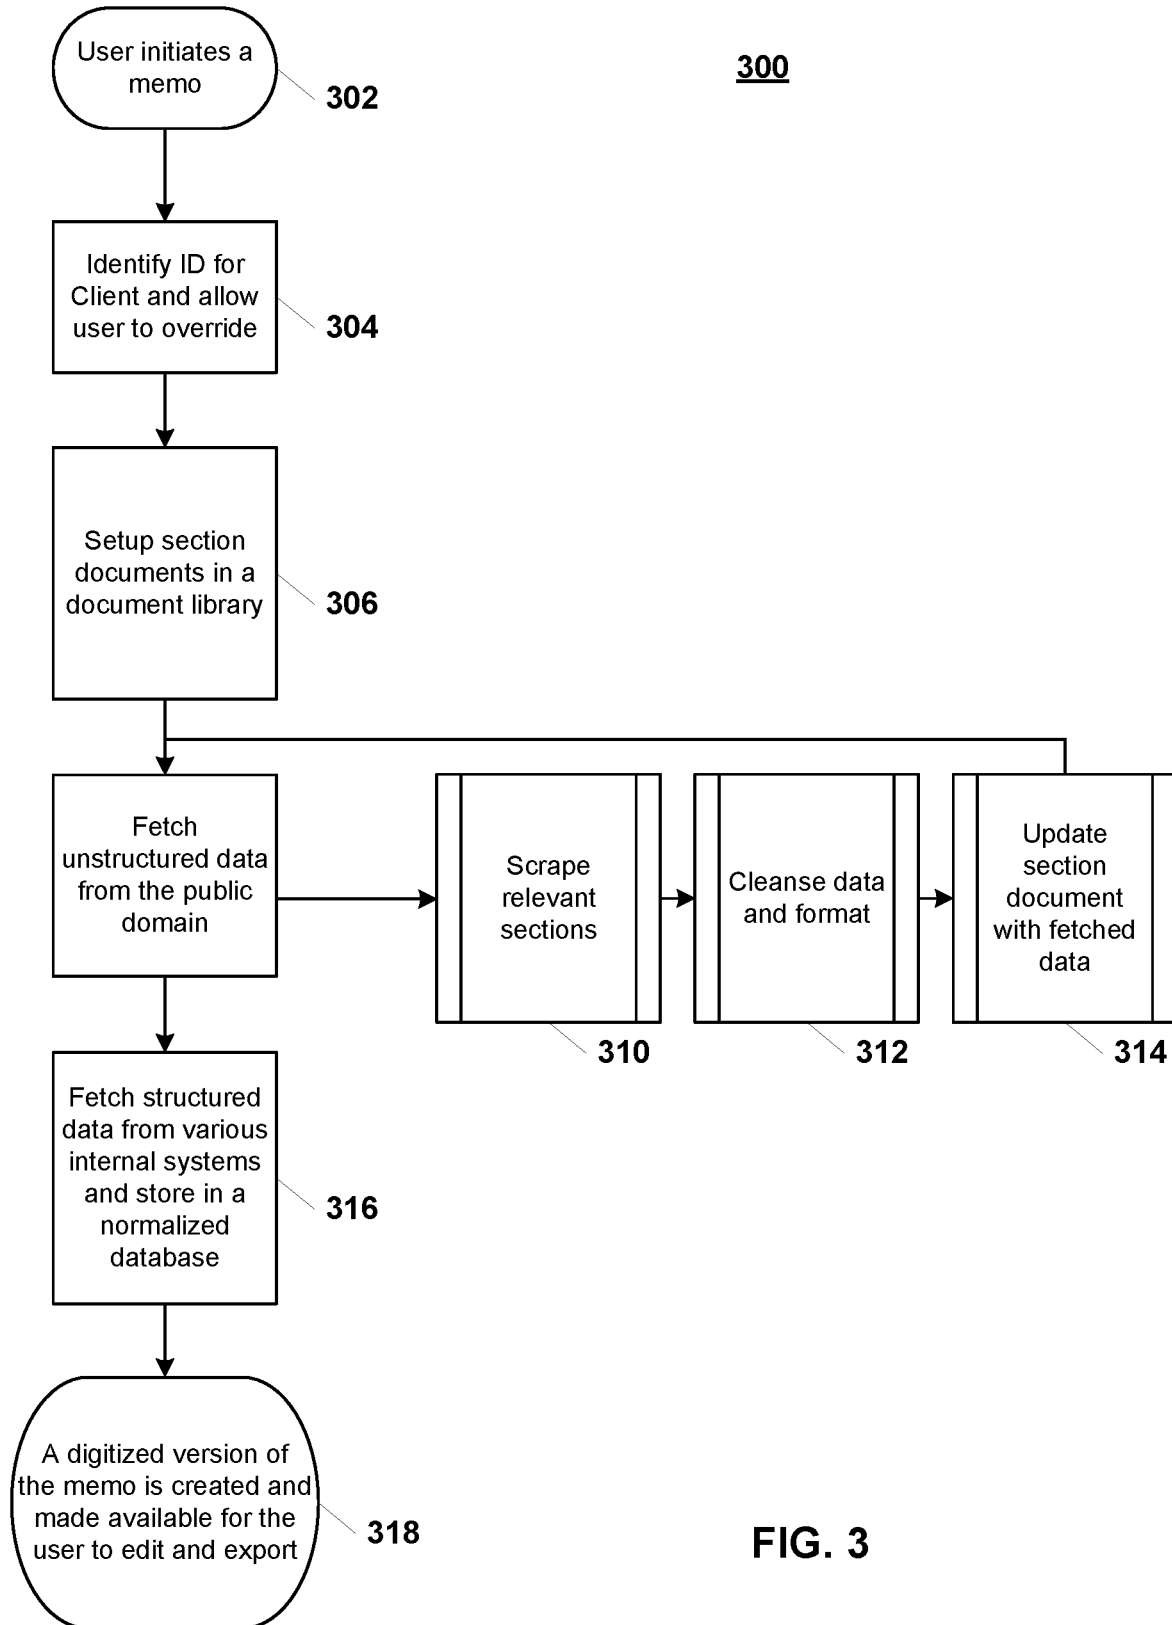 User initiates a
memo
302
300
Identify ID for
Client and allow
user to override
304
Setup section
documents in a
document library
306
Fetch
unstructured data
from the public
domain
Scrape
relevant
sections
310
Cleanse data
and format
312
Update
section
document
with fetched
data
314
Fetch structured
data from various
internal systems
and store in a
normalized
database
316
A digitized version of
the memo is created and
made available for the
user to edit and export
318
FIG. 3